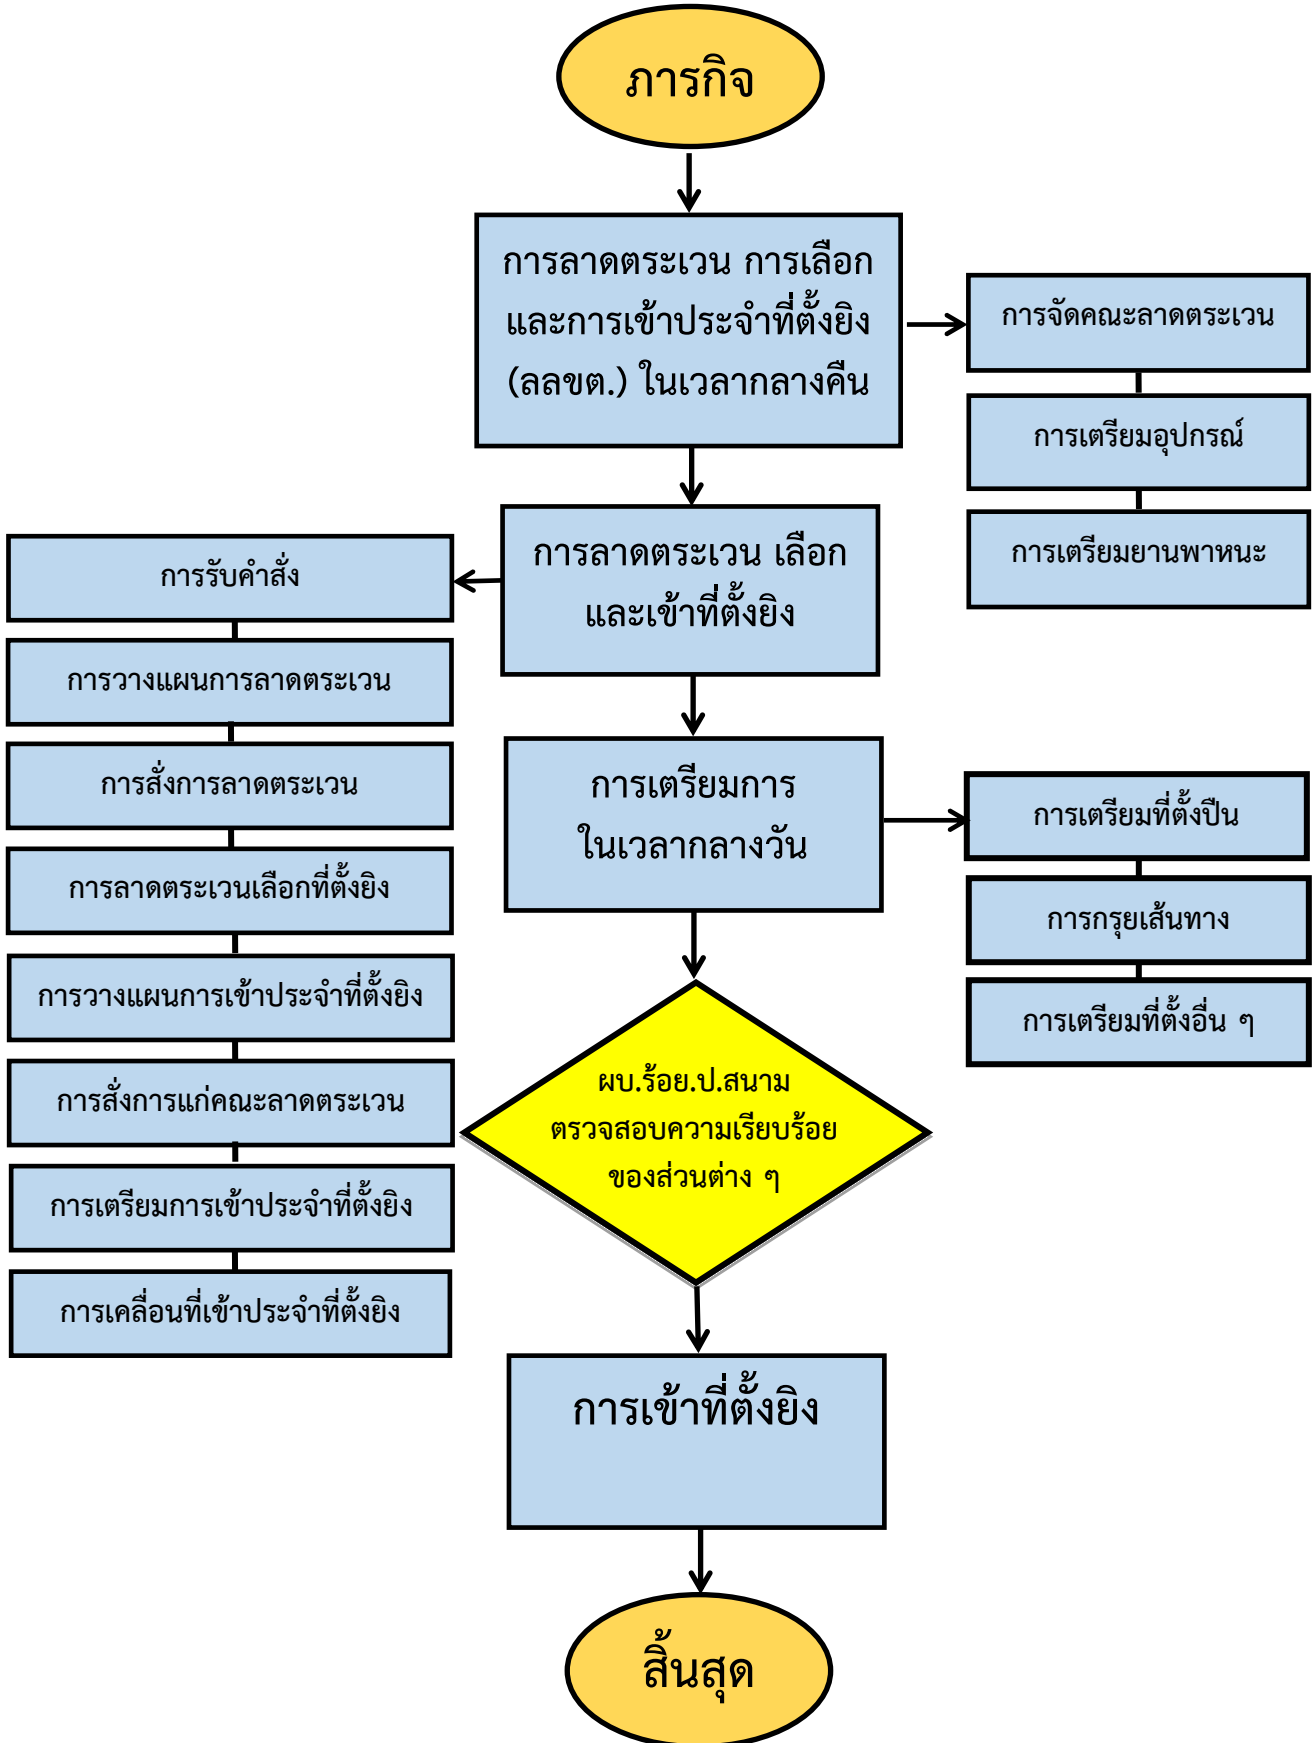 ภารกิจ
การลาดตระเวน การเลือก
และการเข้าประจำที่ตั้งยิง
(ลลขต.) ในเวลากลางคืน
การจัดคณะลาดตระเวน
การเตรียมอุปกรณ์
การเตรียมยานพาหนะ
การลาดตระเวน เลือก
และเข้าที่ตั้งยิง
การรับคำสั่ง
การวางแผนการลาดตระเวน
การสั่งการลาดตระเวน
การลาดตระเวนเลือกที่ตั้งยิง
การวางแผนการเข้าประจำที่ตั้งยิง
การสั่งการแก่คณะลาดตระเวน
การเตรียมการเข้าประจำที่ตั้งยิง
การเคลื่อนที่เข้าประจำที่ตั้งยิง
การเตรียมการ
ในเวลากลางวัน
การเตรียมที่ตั้งปืน
การกรุยเส้นทาง
การเตรียมที่ตั้งอื่น ๆ
ผบ.ร้อย.ป.สนาม
ตรวจสอบความเรียบร้อย
ของส่วนต่าง ๆ
การเข้าที่ตั้งยิง
สิ้นสุด